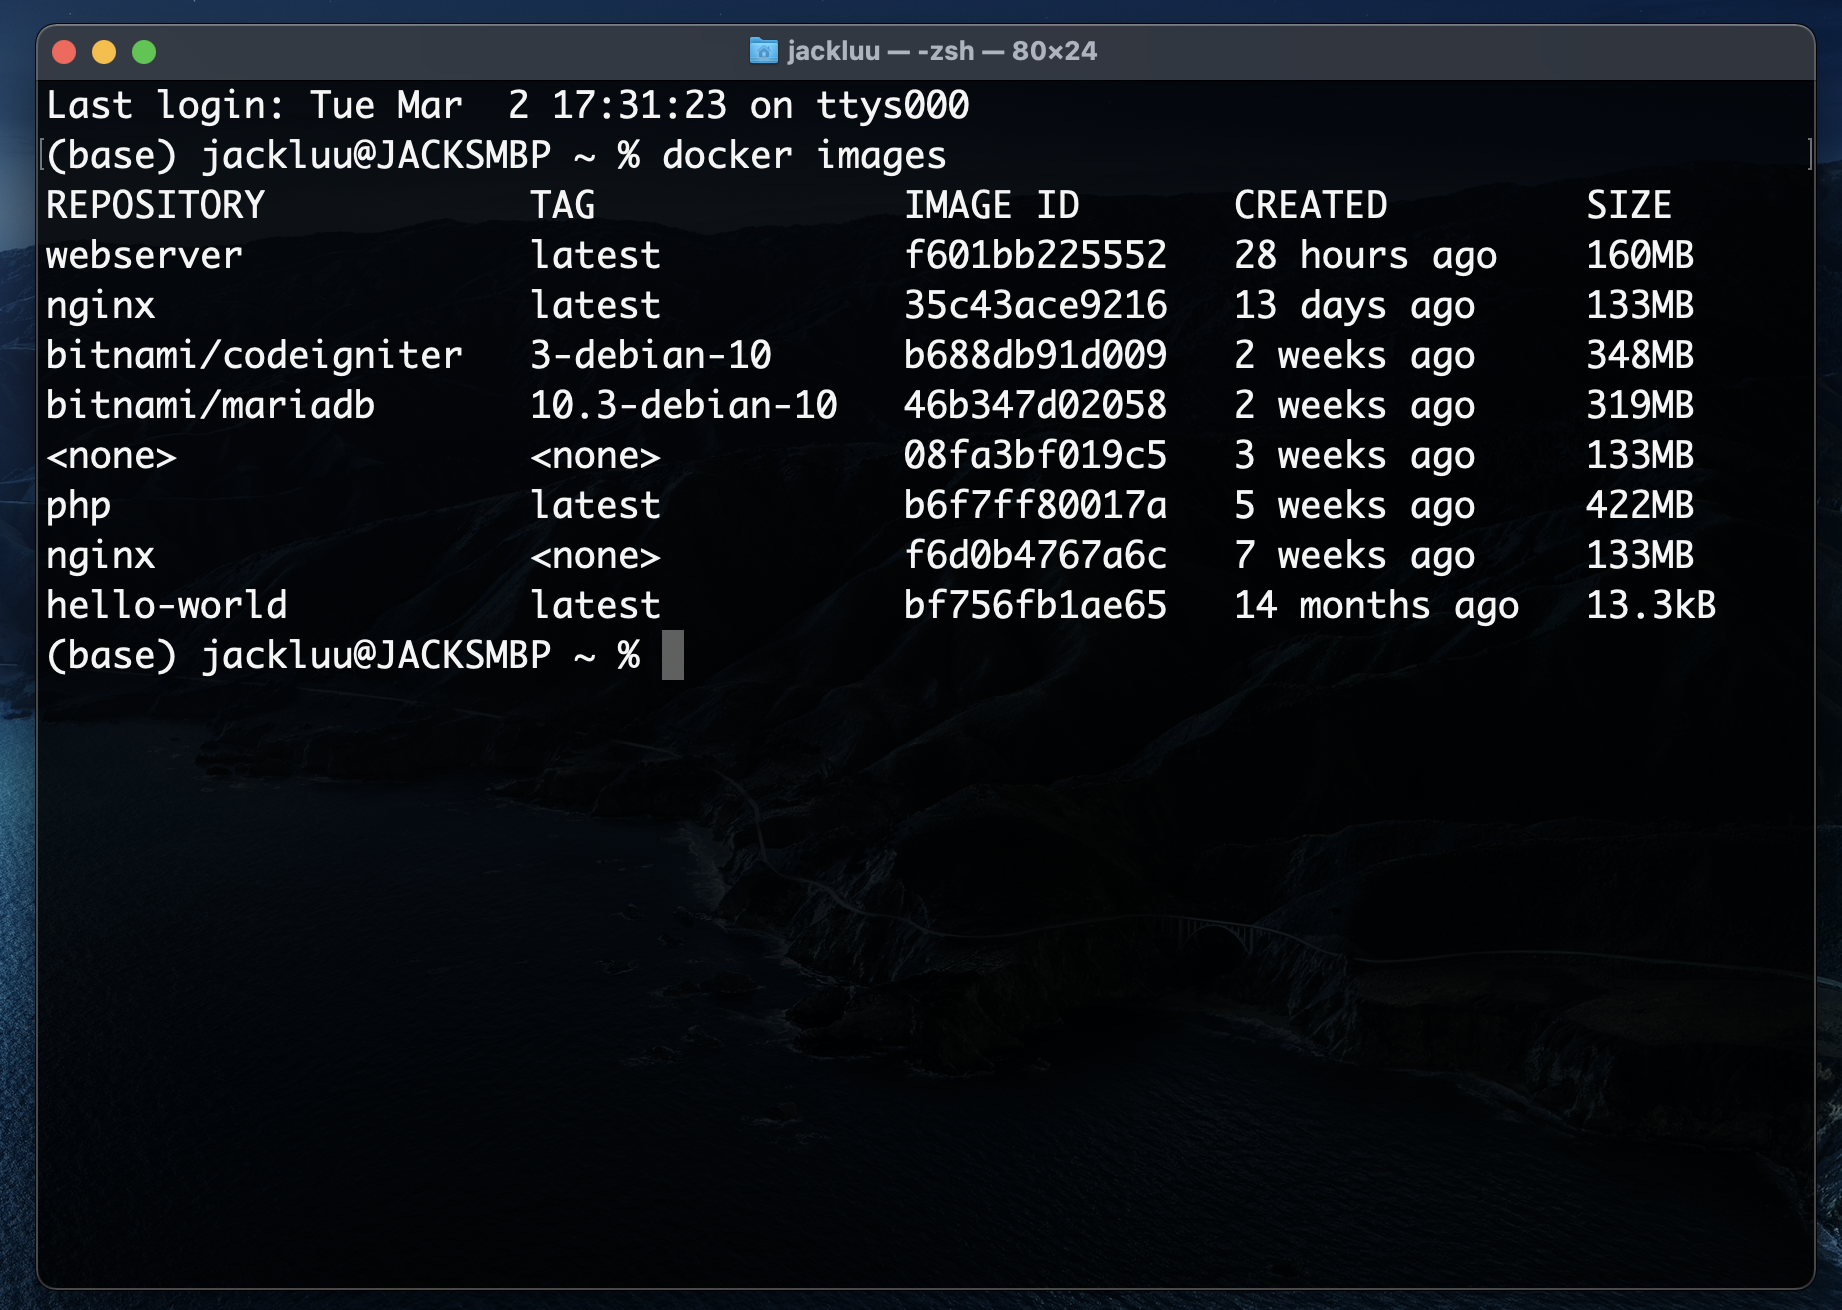 jackluu — -zsh — 80×24
Last login: Tue Mar  2 17:31:23 on ttys000
[(base) jackluu@JACKSMBP ~ % docker images ]
REPOSITORY            TAG              IMAGE ID       CREATED         SIZE
webserver             latest           f601bb225552   28 hours ago    160MB
nginx                 latest           35c43ace9216   13 days ago     133MB
bitnami/codeigniter   3-debian-10      b688db91d009   2 weeks ago     348MB
bitnami/mariadb       10.3-debian-10   46b347d02058   2 weeks ago     319MB
<none>                <none>           08fa3bf019c5   3 weeks ago     133MB
php                   latest           b6f7ff80017a   5 weeks ago     422MB
nginx                 <none>           f6d0b4767a6c   7 weeks ago     133MB
hello-world           latest           bf756fb1ae65   14 months ago   13.3kB
(base) jackluu@JACKSMBP ~ %